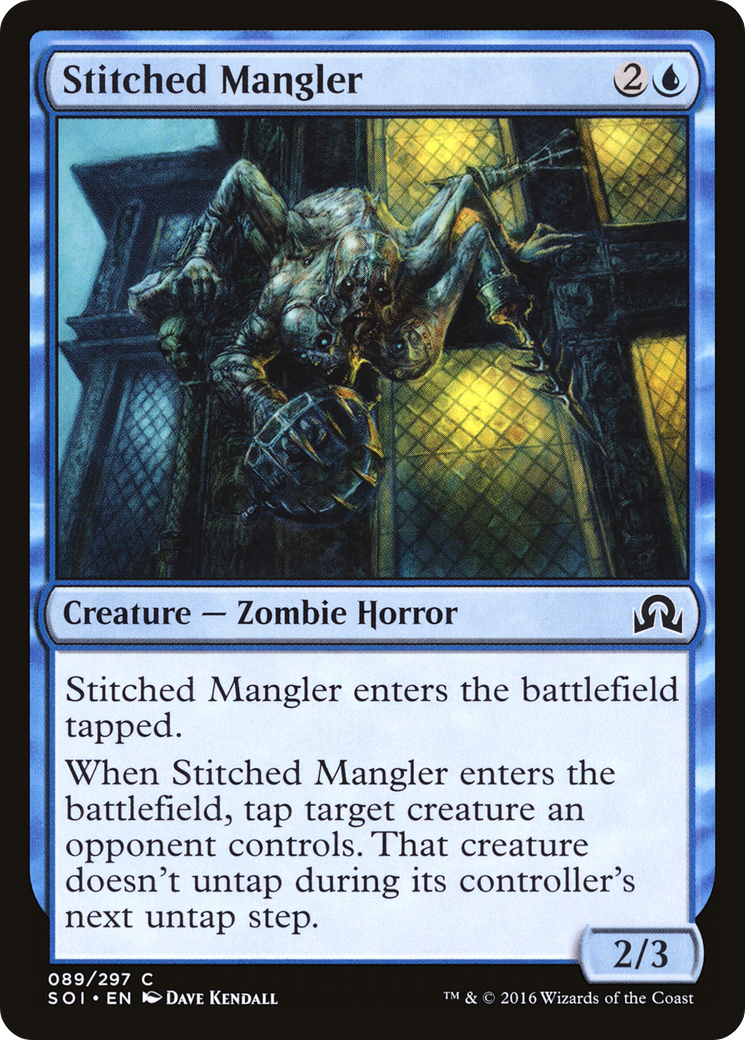 Stitched Mangler 2
Creature — Zombie Horror
Stitched Mangler enters the battlefield
tapped.
When Stitched Mangler enters the
battlefield, tap target creature an
opponent controls. That creature
doesn't untap during its controller's
next untap step.
2/3
089/297 C
SOI • EN Dave Kendall
™ & © 2016 Wizards of the Coast